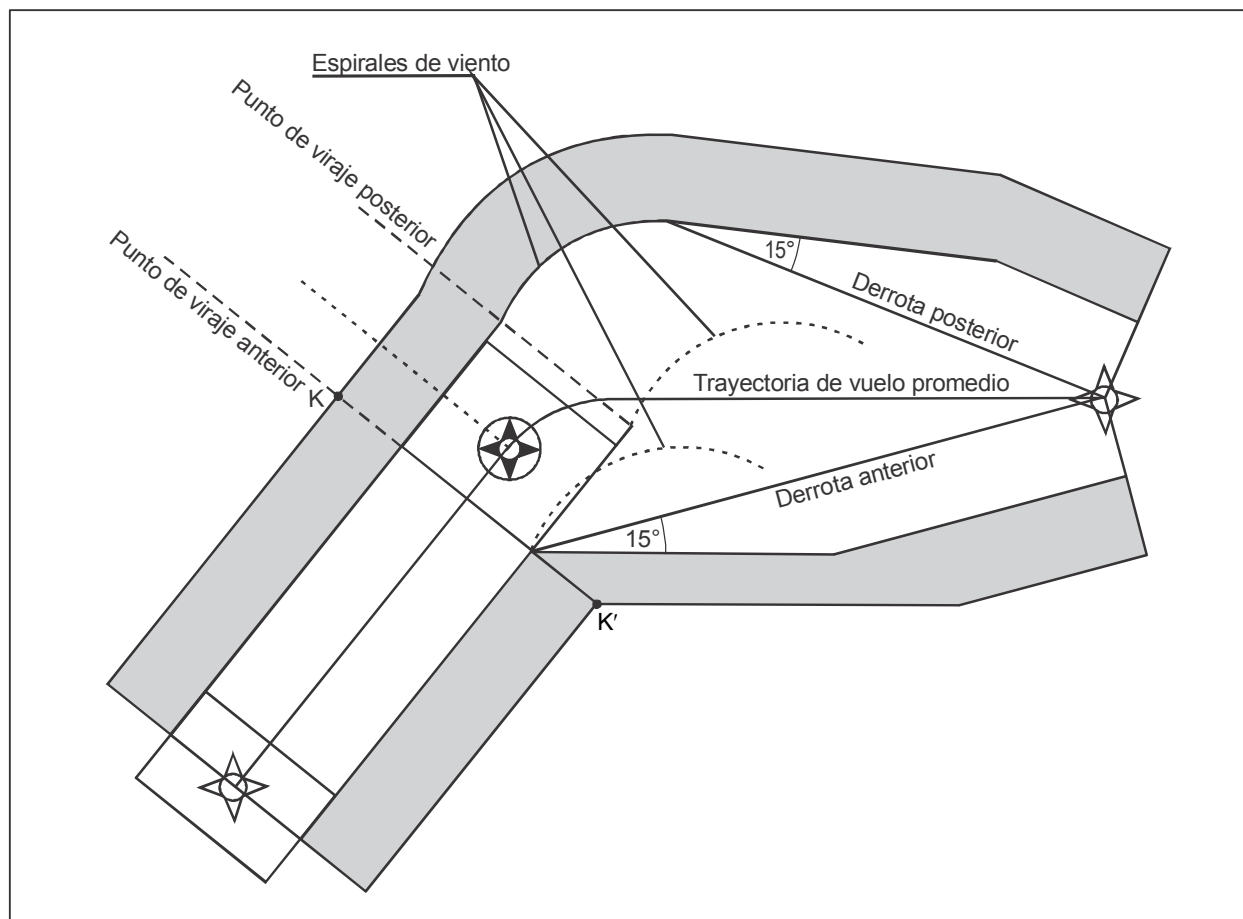 Espirales de viento
Punto de viraje posterior
Punto de viraje anterior
15°
Derrota posterior
Trayectoria de vuelo promedio
K
Derrota anterior
15°
K′